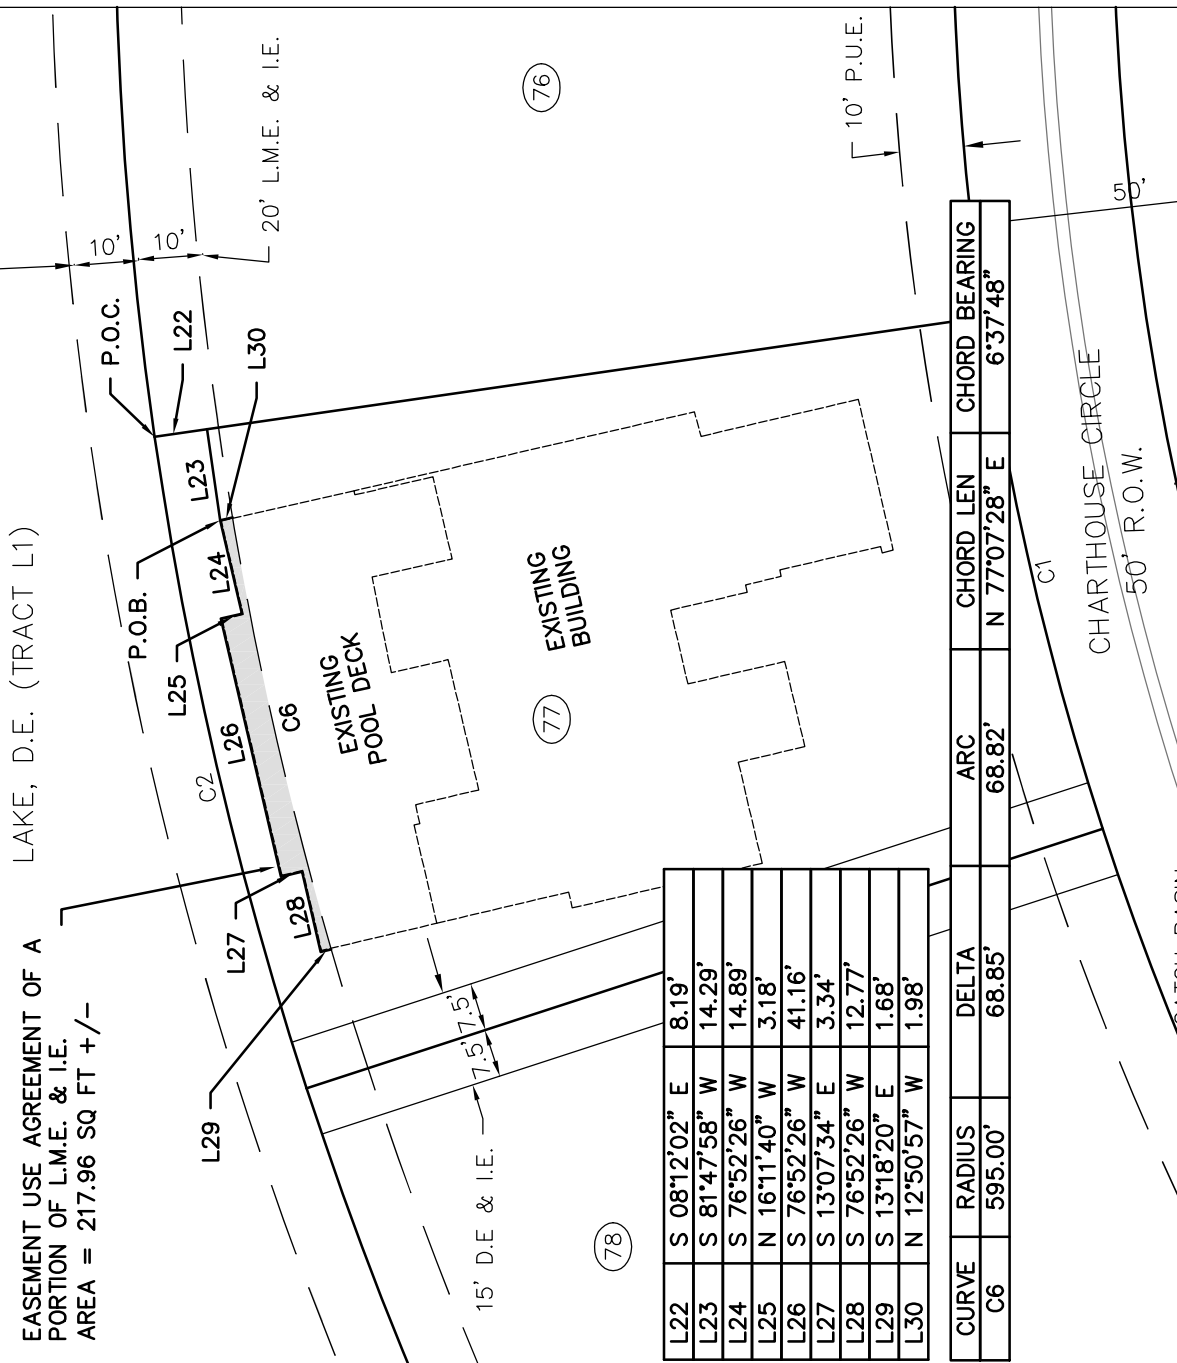 LAKE, D.E. (TRACT L1)
EASEMENT USE AGREEMENT OF A
PORTION OF L.M.E. & I.E.
AREA = 217.96 SQ FT +/-
10'
10'
20' L.M.E. & I.E.
P.O.C.
L22
L30
L23
P.O.B.
L24
L25
L26
C2
C6
L27
L28
L29
EXISTING
POOL DECK
EXISTING
BUILDING
76
77
78
7.5'
7.5'
15' D.E & I.E.
10' P.U.E.
50'
C1
CHARTHOUSE CIRCLE
50' R.O.W.
L22 S 08°12'02" E 8.19'
L23 S 81°47'58" W 14.29'
L24 S 76°52'26" W 14.89'
L25 N 16°11'40" W 3.18'
L26 S 76°52'26" W 41.16'
L27 S 13°07'34" E 3.34'
L28 S 76°52'26" W 12.77'
L29 S 13°18'20" E 1.68'
L30 N 12°50'57" W 1.98'
CURVE RADIUS DELTA ARC CHORD LEN CHORD BEARING
C6 595.00' 68.85' 68.82' N 77°07'28" E 6°37'48"